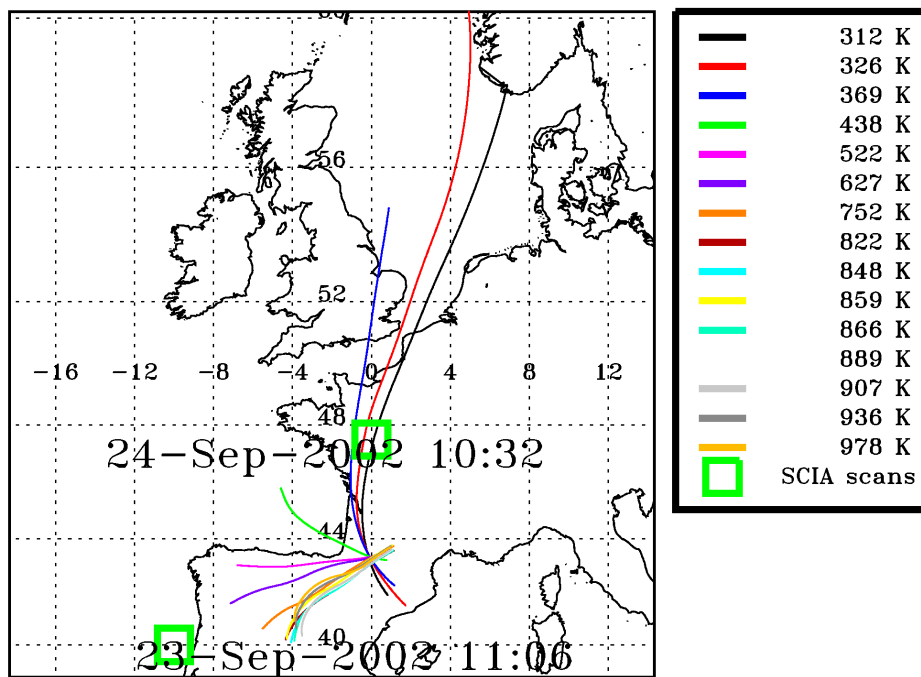 312 K
326 K
369 K
438 K
522 K
627 K
752 K
822 K
848 K
859 K
866 K
889 K
907 K
936 K
978 K
SCIA scans
56
52
-16 -12 -8 -4 0 4 8 12
48
24-Sep-2002 10:32
44
40
23-Sep-2002 11:06